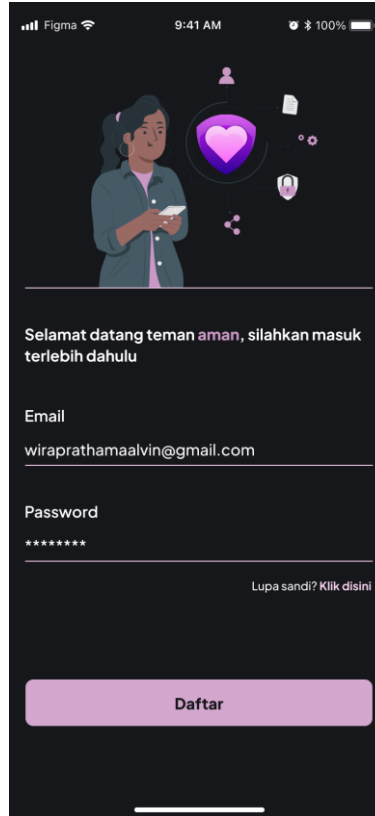 Figma 9:41 AM 100%
Selamat datang teman aman, silahkan masuk
terlebih dahulu
Email
wiraprathamaalvin@gmail.com
Password
********
Lupa sandi? Klik disini
Daftar